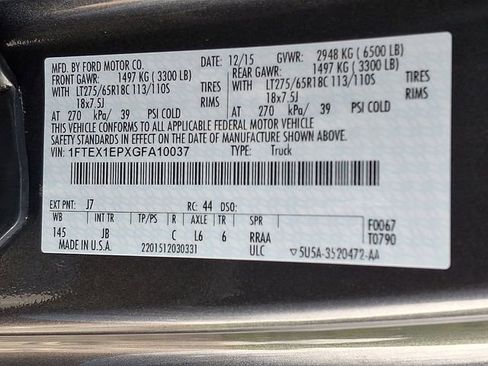 MFD. BY FORD MOTOR CO. DATE: 12/15 GVWR: 2948 KG (6500 LB)
FRONT GAWR: 1497 KG (3300 LB) REAR GAWR: 1497 KG (3300 LB)
WITH LT275/65R18C 113/110S TIRES WITH LT275/65R18C 113/110S TIRES
18x7.5J RIMS 18x7.5J RIMS
AT 270 kPa/ 39 PSI COLD AT 270 kPa/ 39 PSI COLD
THIS VEHICLE CONFORMS TO ALL APPLICABLE FEDERAL MOTOR VEHICLE
SAFETY STANDARDS IN EFFECT ON THE DATE OF MANUFACTURE SHOWN ABOVE.
VIN: 1FTEX1EPXGFA10037 TYPE: Truck
EXT PNT: J7 RC: 44 DSO:
WB INT TR TP/PS R AXLE TR SPR F0067
145 JB C L6 6 RRAA T0790
MADE IN U.S.A. 2201512030331 ULC ▽5U5A-3520472-AA